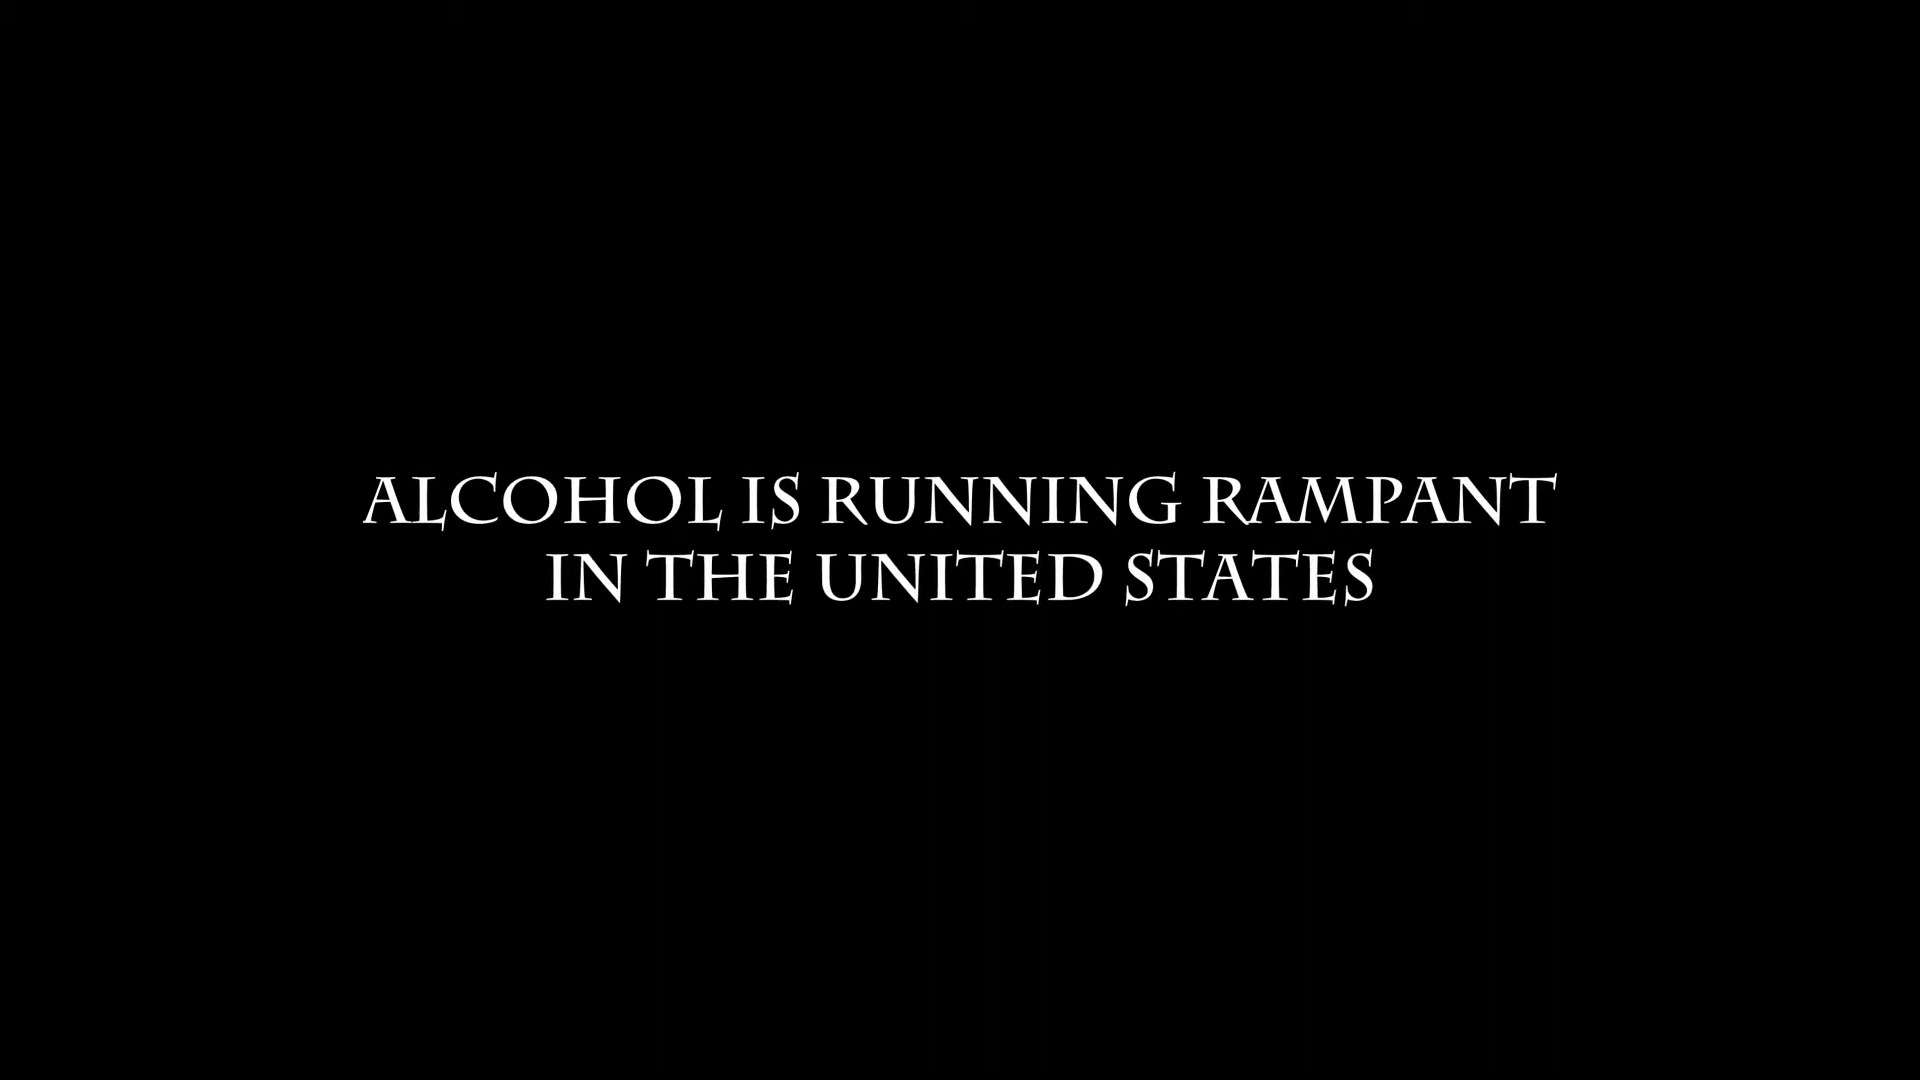 ALCOHOL IS RUNNING RAMPANT
IN THE UNITED STATES